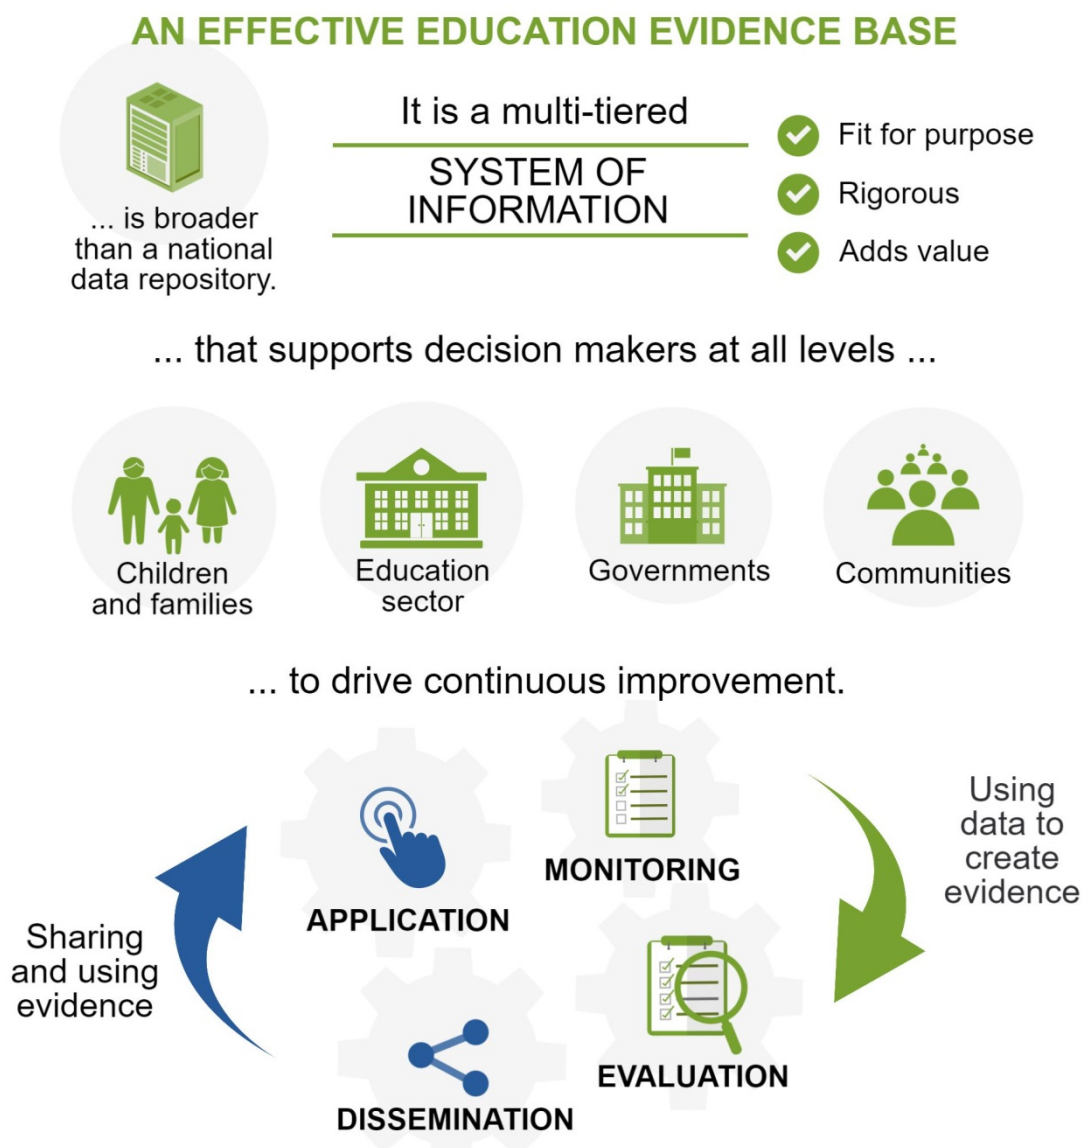 AN EFFECTIVE EDUCATION EVIDENCE BASE
... is broader
than a national
data repository.
It is a multi-tiered
SYSTEM OF
INFORMATION
Fit for purpose
Rigorous
Adds value
... that supports decision makers at all levels ...
Children
and families
Education
sector
Governments
Communities
... to drive continuous improvement.
MONITORING
Using
data to
create
evidence
EVALUATION
DISSEMINATION
Sharing
and using
evidence
APPLICATION